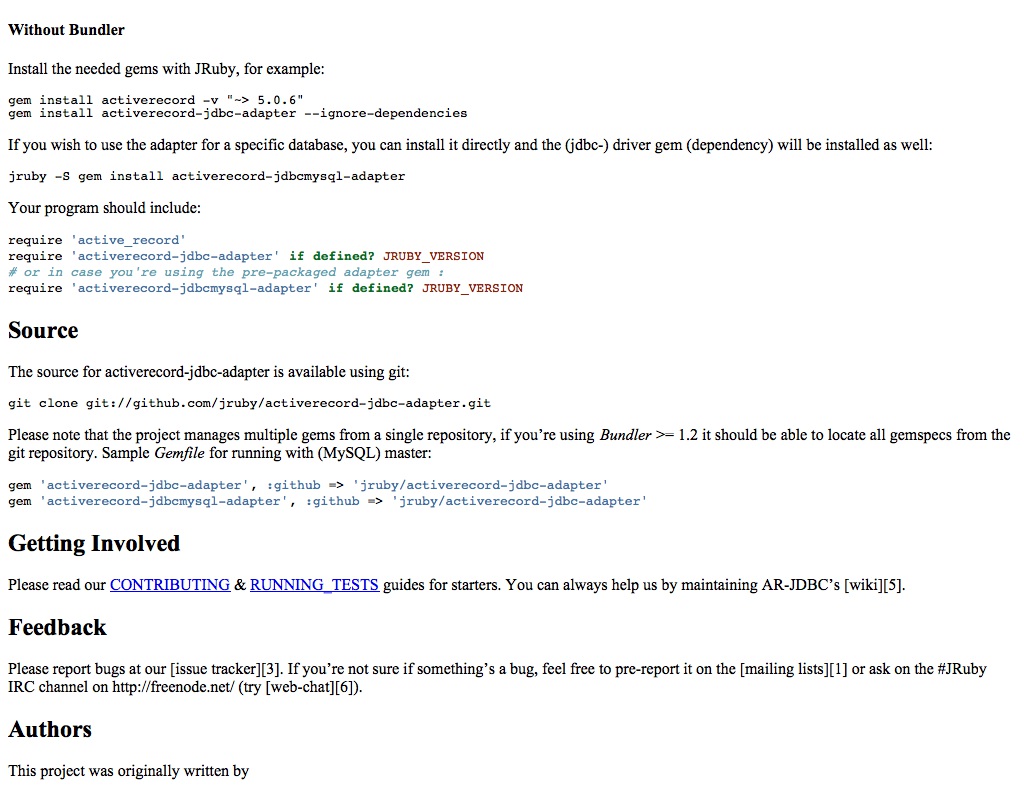 Without Bundler
Install the needed gems with JRuby, for example:
gem install activerecord -v "~> 5.0.6"
gem install activerecord-jdbc-adapter --ignore-dependencies
If you wish to use the adapter for a specific database, you can install it directly and the (jdbc-) driver gem (dependency) will be installed as well:
jruby -S gem install activerecord-jdbcmysql-adapter
Your program should include:
require 'active_record'
require 'activerecord-jdbc-adapter' if defined? JRUBY_VERSION
# or in case you're using the pre-packaged adapter gem :
require 'activerecord-jdbcmysql-adapter' if defined? JRUBY_VERSION
Source
The source for activerecord-jdbc-adapter is available using git:
git clone git://github.com/jruby/activerecord-jdbc-adapter.git
Please note that the project manages multiple gems from a single repository, if you’re using Bundler >= 1.2 it should be able to locate all gemspecs from the
git repository. Sample Gemfile for running with (MySQL) master:
gem 'activerecord-jdbc-adapter', :github => 'jruby/activerecord-jdbc-adapter'
gem 'activerecord-jdbcmysql-adapter', :github => 'jruby/activerecord-jdbc-adapter'
Getting Involved
Please read our CONTRIBUTING & RUNNING_TESTS guides for starters. You can always help us by maintaining AR-JDBC’s [wiki][5].
Feedback
Please report bugs at our [issue tracker][3]. If you’re not sure if something’s a bug, feel free to pre-report it on the [mailing lists][1] or ask on the #JRuby
IRC channel on http://freenode.net/ (try [web-chat][6]).
Authors
This project was originally written by